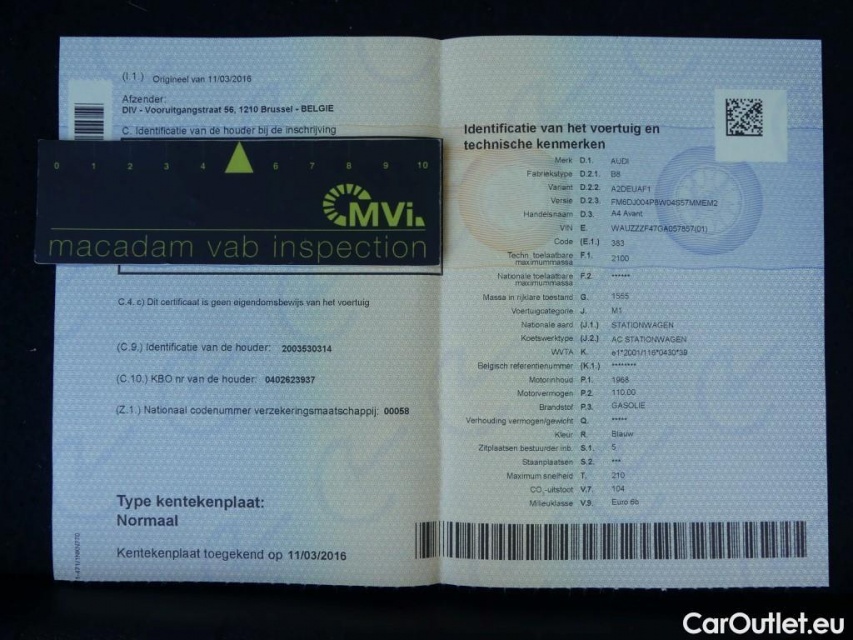 (I.1.) Origineel van 11/03/2016
Afzender:
DIV - Vooruitgangstraat 56, 1210 Brussel - BELGIE
C. Identificatie van de houder bij de inschrijving
0 1 2 3 4 6 7 8 9 10
MVi.
macadam vab inspection
C.4. c) Dit certificaat is geen eigendomsbewijs van het voertuig
(C.9.) Identificatie van de houder: 2003530314
(C.10.) KBO nr van de houder: 0402623937
(Z.1.) Nationaal codenummer verzekeringsmaatschappij: 00058
Type kentekenplaat:
Normaal
Kentekenplaat toegekend op 11/03/2016
Identificatie van het voertuig en
technische kenmerken
Merk D.1. AUDI
Fabriekstype D.2.1. B8
Variant D.2.2. A2DEUAF1
Versie D.2.3. FM6DJ004P8WD4S57MMEM2
Handelsnaam D.3. A4 Avant
VIN E. WAUZZZF47GA057857(01)
Code (E.1.) 383
Techn. toelaatbare
maximummassa F.1. 2100
Nationale toelaatbare
maximummassa F.2. ******
Massa in rijklare toestand G. 1555
Voertuigcategorie J. M1
Nationale aard (J.1.) STATIONWAGEN
Koetswerktype (J.2.) AC STATIONWAGEN
WVTA K. e1*2001/116*0430*39
Belgisch referentienummer (K.1.) ********
Motorinhoud P.1. 1968
Motorvermogen P.2. 110.00
Brandstof P.3. GASOLIE
Verhouding vermogen/gewicht Q. *****
Kleur R. Blauw
Zitplaatsen bestuurder inb. S.1. 5
Staanplaatsen S.2. ***
Maximum snelheid T. 210
CO₂-uitstoot V.7. 104
Milieuklasse V.9. Euro 6b
CarOutlet.eu